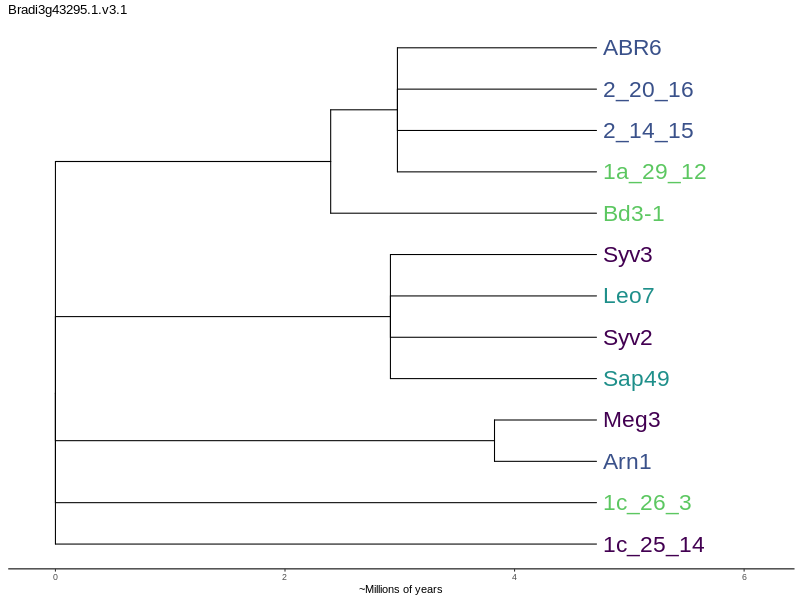 Bradi3g43295.1.v3.1
ABR6
2_20_16
2_14_15
1a_29_12
Bd3-1
Syv3
Leo7
Syv2
Sap49
Meg3
Arn1
1c_26_3
1c_25_14
0 2 4 6
~Millions of years